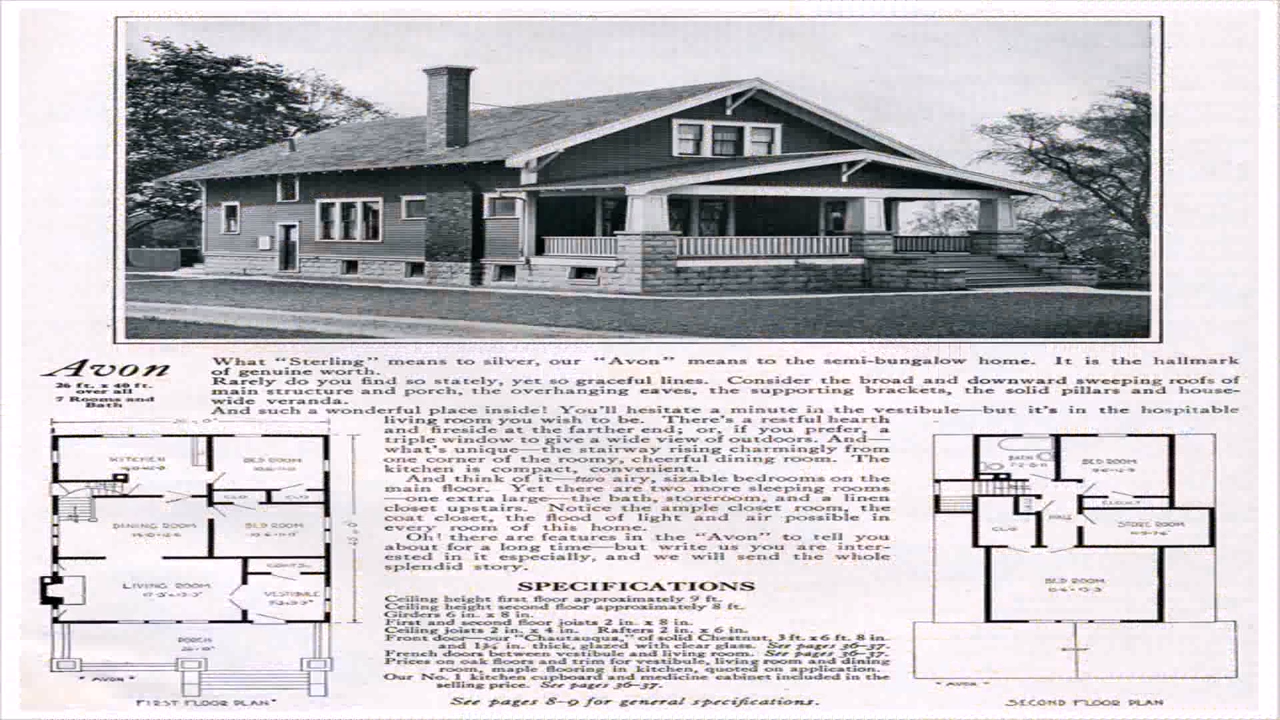 Avon
26 ft. x 48 ft.
over all
7 Rooms and
Bath
What “Sterling” means to silver, our “Avon” means to the semi-bungalow home. It is the hallmark
of genuine worth.
Rarely do you find so stately, yet so graceful lines. Consider the broad and downward sweeping roofs of
main structure and porch, the overhanging eaves, the supporting brackets, the solid pillars and house-
wide veranda.
And such a wonderful place inside! You'll hesitate a minute in the vestibule—but it's in the hospitable
living room you wish to be. There's a restful hearth
and fireside at the farther end; or, if you prefer, a
triple window to give a wide view of outdoors. And—
what's unique—the stairway rising charmingly from
one corner of the roomy, cheerful dining room. The
kitchen is compact, convenient.
And think of it—two airy, sizable bedrooms on the
main floor. Yet there are two more sleeping rooms
—one extra large—the bath, storeroom, and a linen
closet upstairs. Notice the ample closet room, the
coat closet, the flood of light and air possible in
every room of this home.
Oh! there are features in the “Avon” to tell you
about for a long time—but write us you are inter-
ested in it especially, and we will send the whole
splendid story.
SPECIFICATIONS
Ceiling height first floor approximately 9 ft.
Ceiling height second floor approximately 8 ft.
Girders 6 in. x 8 in.
First and second floor joists 2 in. x 8 in.
Ceiling joists 2 in. x 4 in. Rafters 2 in. x 6 in.
Front door—our “Chautauqua,” of solid Chestnut, 3 ft. x 6 ft. 8 in.
and 1¾ in. thick, glazed with clear glass. See pages 36-37.
French doors between vestibule and living room. See pages 36-37.
Prices on oak floors and trim for vestibule, living room and dining
room, maple flooring in kitchen, quoted on application.
Our No. 1 kitchen cupboard and medicine cabinet included in the
selling price. See pages 36-37.
See pages 8-9 for general specifications.
KITCHEN
BED ROOM
CLO.
CLO.
DINING ROOM
BED ROOM
LIVING ROOM
VESTIBULE
PORCH
"AVON"
FIRST FLOOR PLAN
BATH
BED ROOM
CLOSET
HALL
CLO.
STORE ROOM
BED ROOM
"AVON"
SECOND FLOOR PLAN